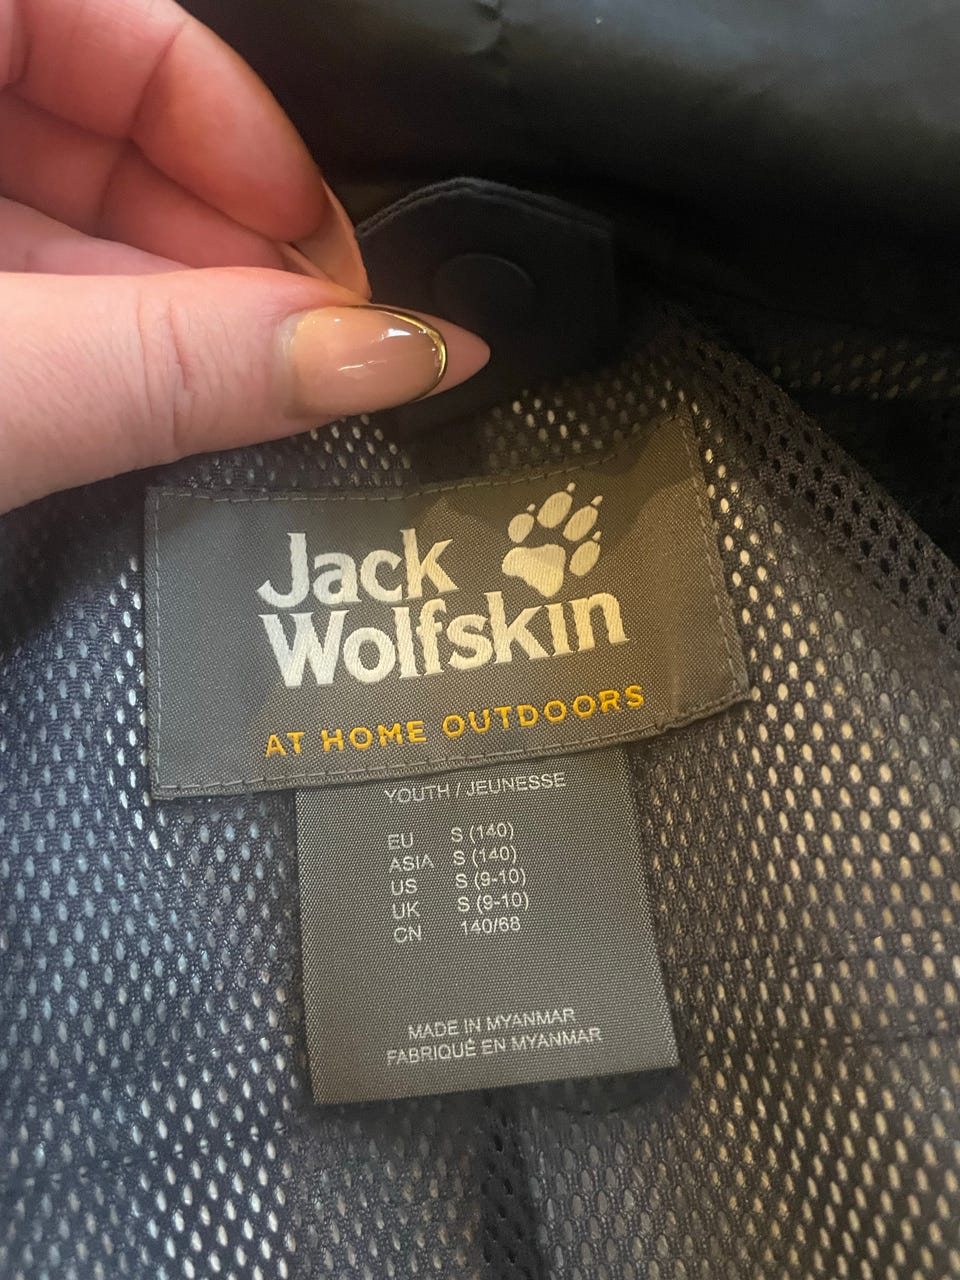 Jack
Wolfskin
AT HOME OUTDOORS
YOUTH / JEUNESSE
EU S (140)
ASIA S (140)
US S (9-10)
UK S (9-10)
CN 140/68
MADE IN MYANMAR
FABRIQUÉ EN MYANMAR